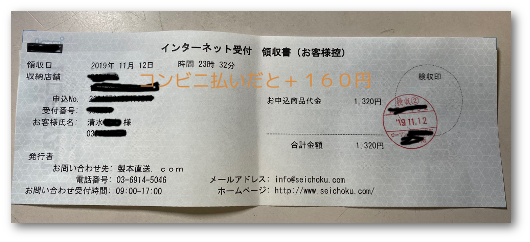 インターネット受付 領収書(お客様控)
領収日 2019年 11月 12日 時間 23時 32分
収納店舗
コンビニ払いだと+160円
検収印
申込No.
お申込商品代金 1,320円
受付番号
お客様氏名: 清水 様
03
'19.11.12
合計金額 1,320円
発行者
お問い合わせ先: 製本直送.com
電話番号: 03-6914-5046
お問い合わせ受付時間: 09:00-17:00
メールアドレス: info@seichoku.com
ホームページ: http://www.seichoku.com/